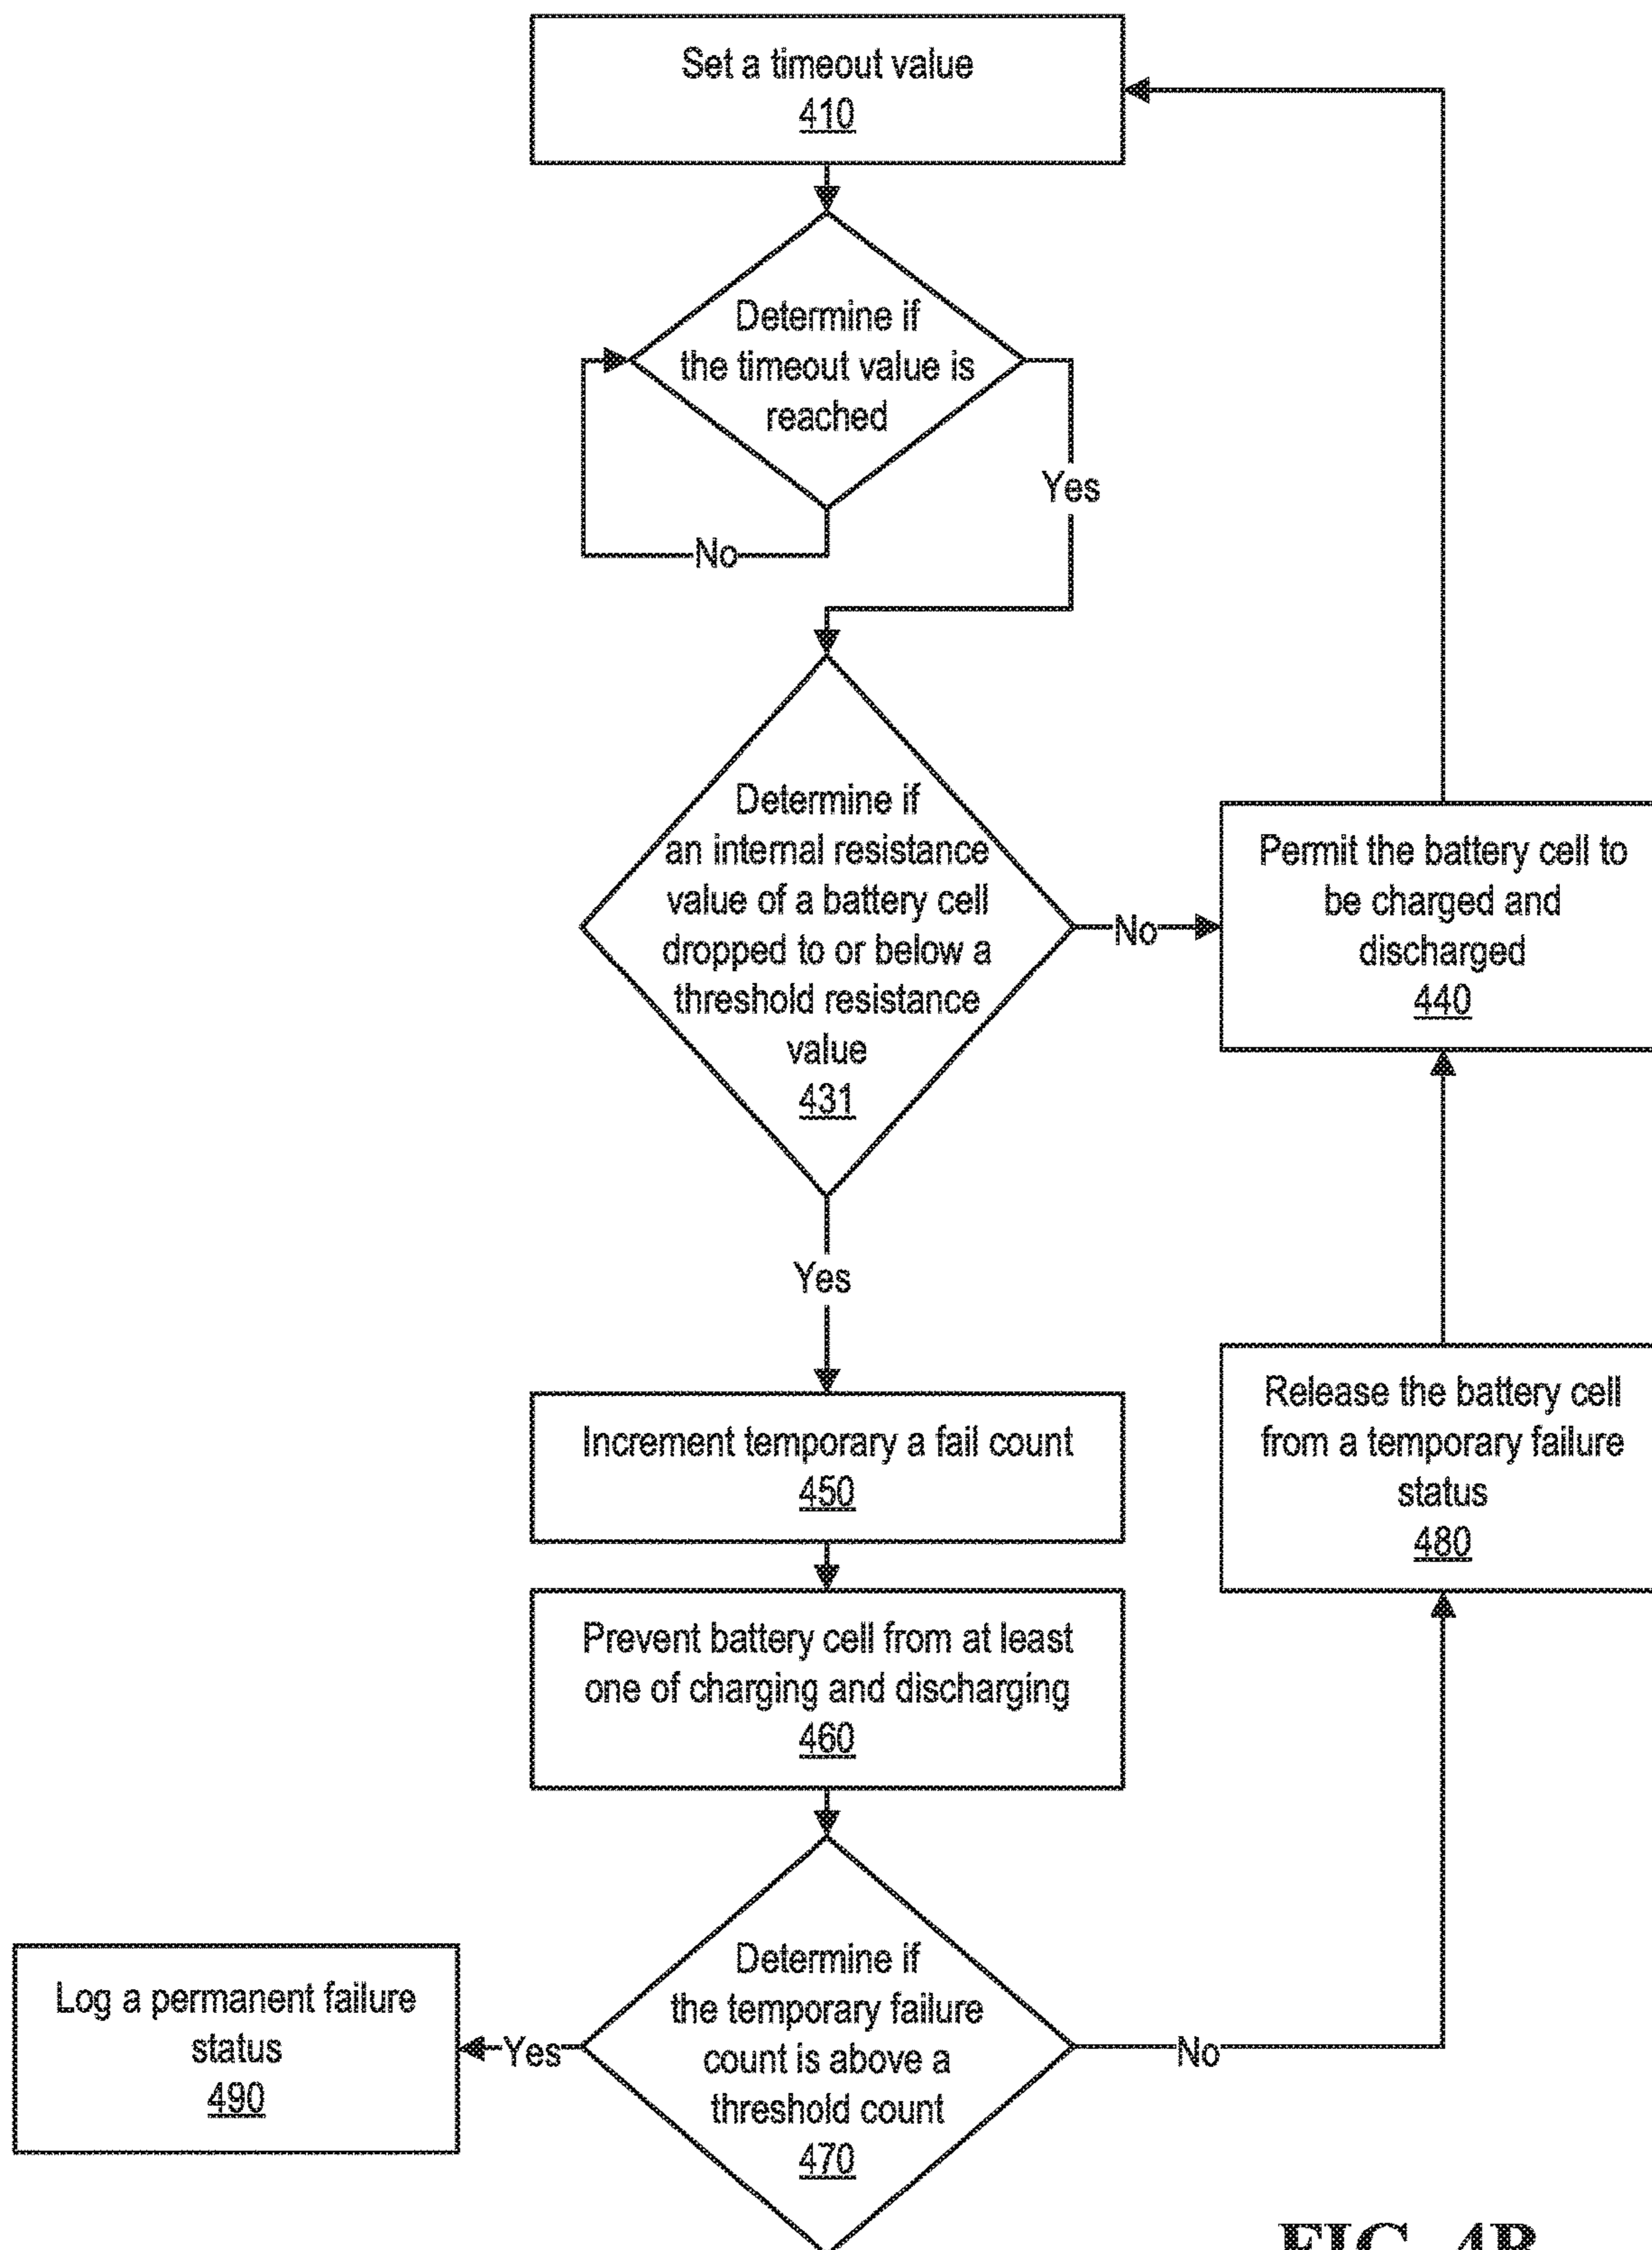 Set a timeout value
410
Determine if
the timeout value is
reached
Yes
No
Determine if
an internal resistance
value of a battery cell
dropped to or below a
threshold resistance
value
431
No
Permit the battery cell to
be charged and
discharged
440
Yes
Increment temporary a fail count
450
Release the battery cell
from a temporary failure
status
480
Prevent battery cell from at least
one of charging and discharging
460
Determine if
the temporary failure
count is above a
threshold count
470
Yes
No
Log a permanent failure
status
490
FIG. 4B